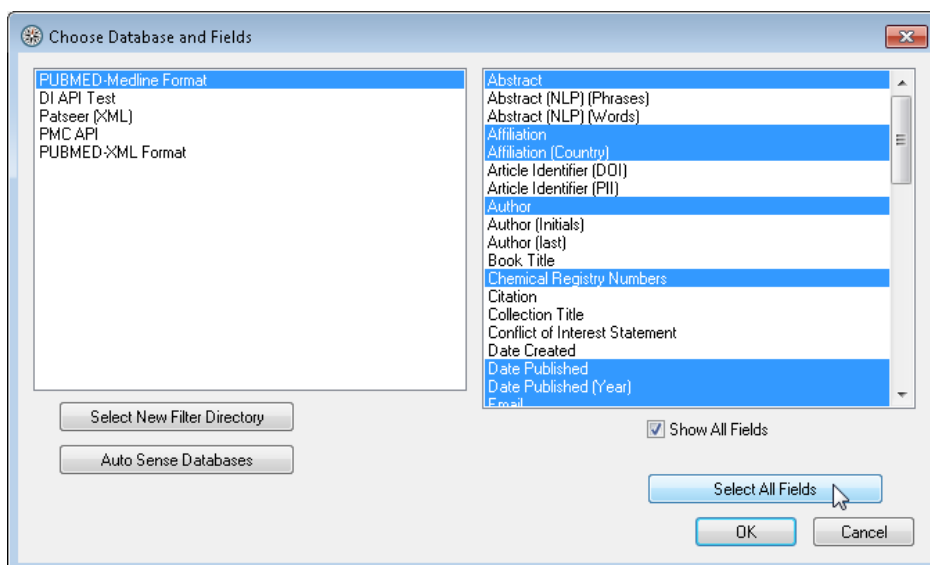 Choose Database and Fields
PUBMED-Medline Format
DI API Test
Patseer (XML)
PMC API
PUBMED-XML Format
Abstract
Abstract (NLP) (Phrases)
Abstract (NLP) (Words)
Affiliation
Affiliation (Country)
Article Identifier (DOI)
Article Identifier (PII)
Author
Author (Initials)
Author (last)
Book Title
Chemical Registry Numbers
Citation
Collection Title
Conflict of Interest Statement
Date Created
Date Published
Date Published (Year)
Email
Select New Filter Directory
Auto Sense Databases
Show All Fields
Select All Fields
OK
Cancel